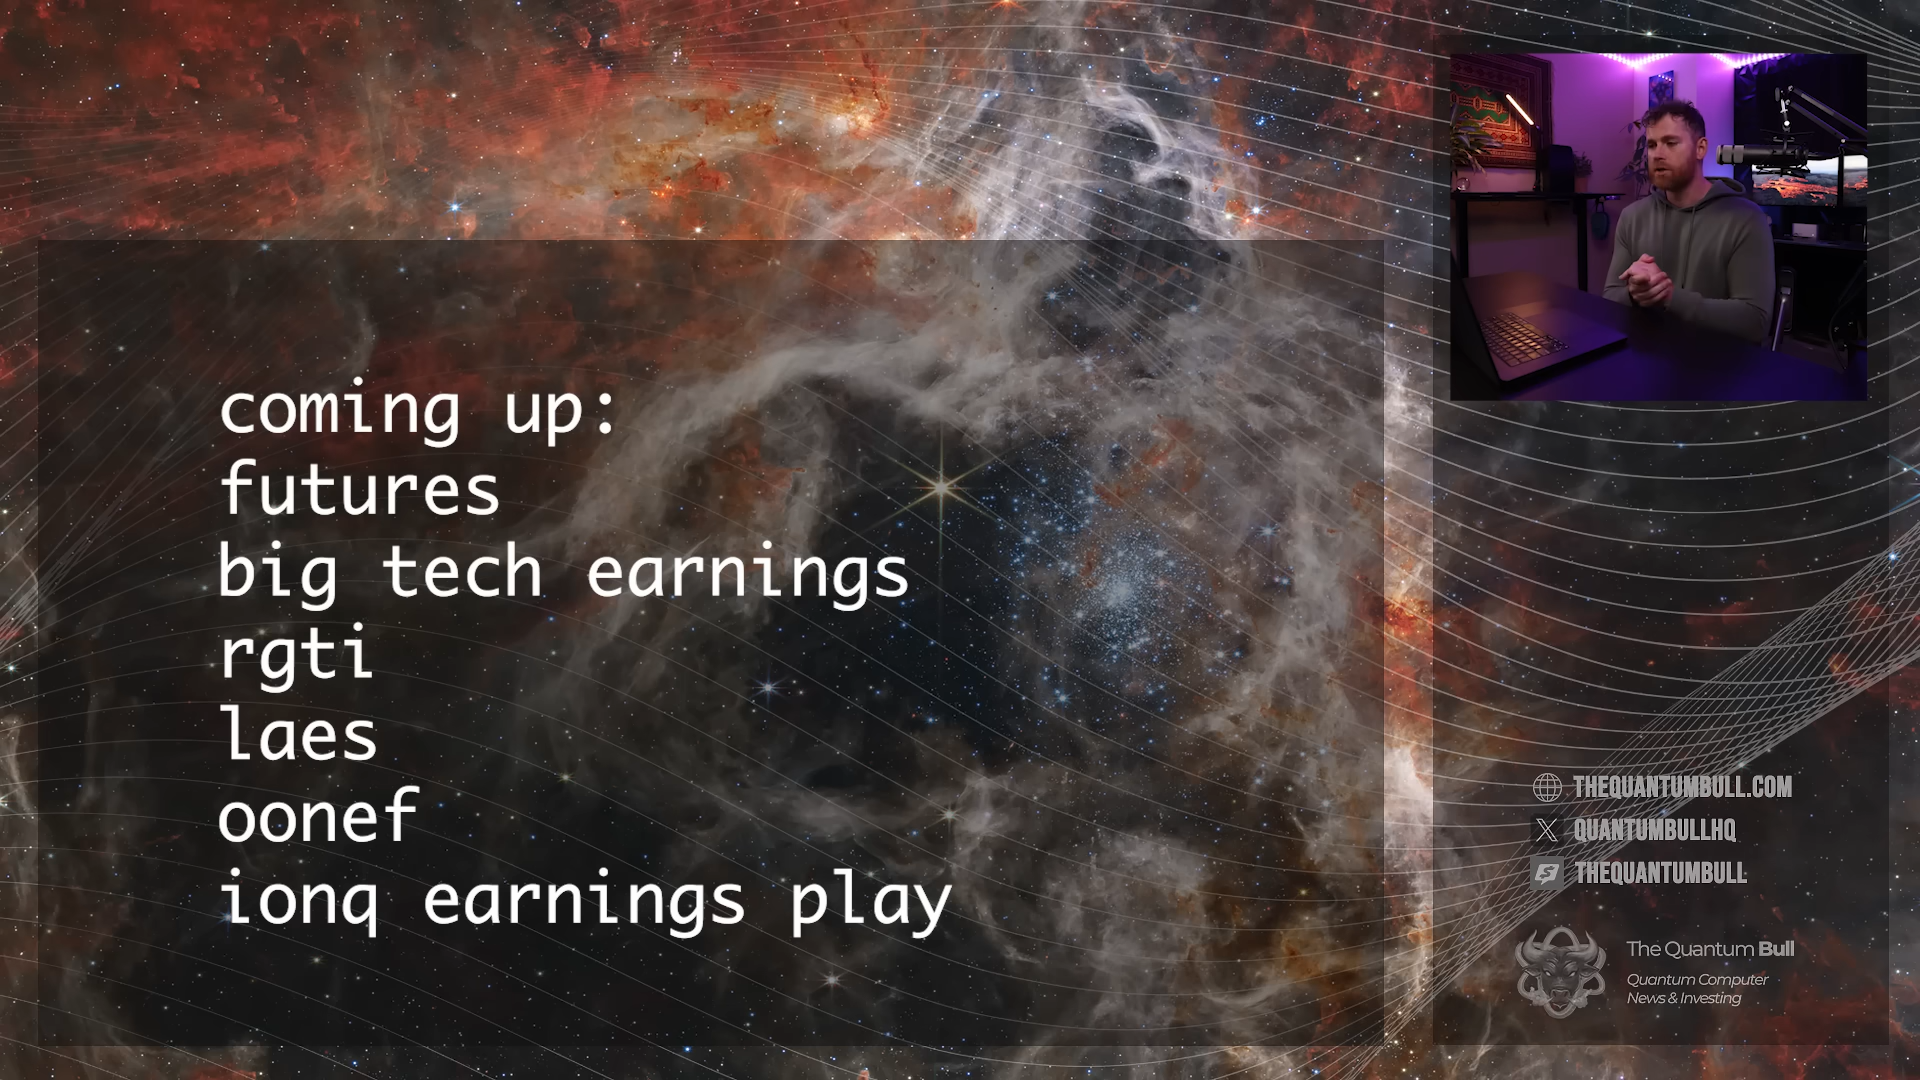 coming up:
futures
big tech earnings
rgti
laes
oonef
ionq earnings play
THEQUANTUMBULL.COM
QUANTUMBULLHQ
THEQUANTUMBULL
The Quantum Bull
Quantum Computer
News & Investing